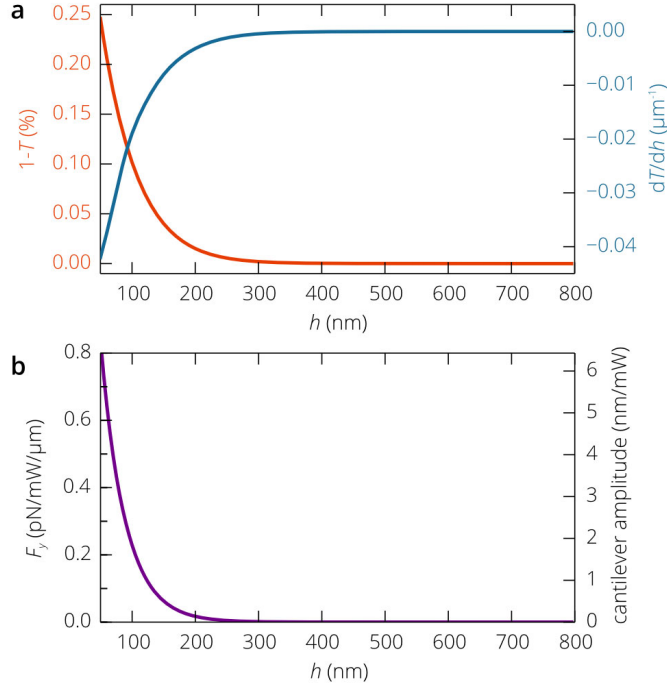 a
0.25
0.20
0.15
0.10
0.05
0.00
1-T (%)
0.00
−0.01
−0.02
−0.03
−0.04
dT/dh (μm⁻¹)
100 200 300 400 500 600 700 800
h (nm)
b
0.8
0.6
0.4
0.2
0.0
Fy (pN/mW/μm)
6
5
4
3
2
1
0
cantilever amplitude (nm/mW)
100 200 300 400 500 600 700 800
h (nm)